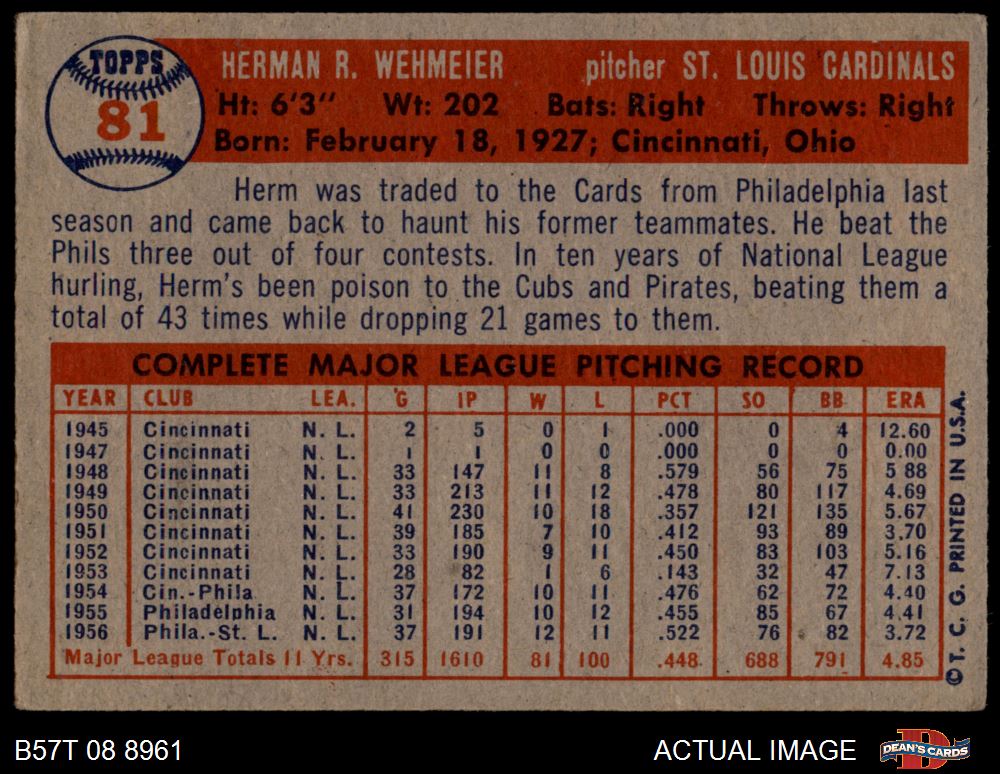 TOPPS
81
HERMAN R. WEHMEIER pitcher ST. LOUIS CARDINALS
Ht: 6'3" Wt: 202 Bats: Right Throws: Right
Born: February 18, 1927; Cincinnati, Ohio
Herm was traded to the Cards from Philadelphia last
season and came back to haunt his former teammates. He beat the
Phils three out of four contests. In ten years of National League
hurling, Herm's been poison to the Cubs and Pirates, beating them a
total of 43 times while dropping 21 games to them.
COMPLETE MAJOR LEAGUE PITCHING RECORD
YEAR CLUB LEA. G IP W L PCT SO BB ERA
1945 Cincinnati N. L. 2 5 0 1 .000 0 4 12.60
1947 Cincinnati N. L. 1 1 0 0 .000 0 0 0.00
1948 Cincinnati N. L. 33 147 11 8 .579 56 75 5 88
1949 Cincinnati N. L. 33 213 11 12 .478 80 117 4.69
1950 Cincinnati N. L. 41 230 10 18 .357 121 135 5.67
1951 Cincinnati N. L. 39 185 7 10 .412 93 89 3.70
1952 Cincinnati N. L. 33 190 9 11 .450 83 103 5.16
1953 Cincinnati N. L. 28 82 1 6 .143 32 47 7.13
1954 Cin.-Phila N. L. 37 172 10 11 .476 62 72 4.40
1955 Philadelphia N. L. 31 194 10 12 .455 85 67 4.41
1956 Phila.-St. L. N. L. 37 191 12 11 .522 76 82 3.72
Major League Totals 11 Yrs. 315 1610 81 100 .448 688 791 4.85
© T. C. G. PRINTED IN U.S.A.
B57T 08 8961 ACTUAL IMAGE DEAN'S CARDS